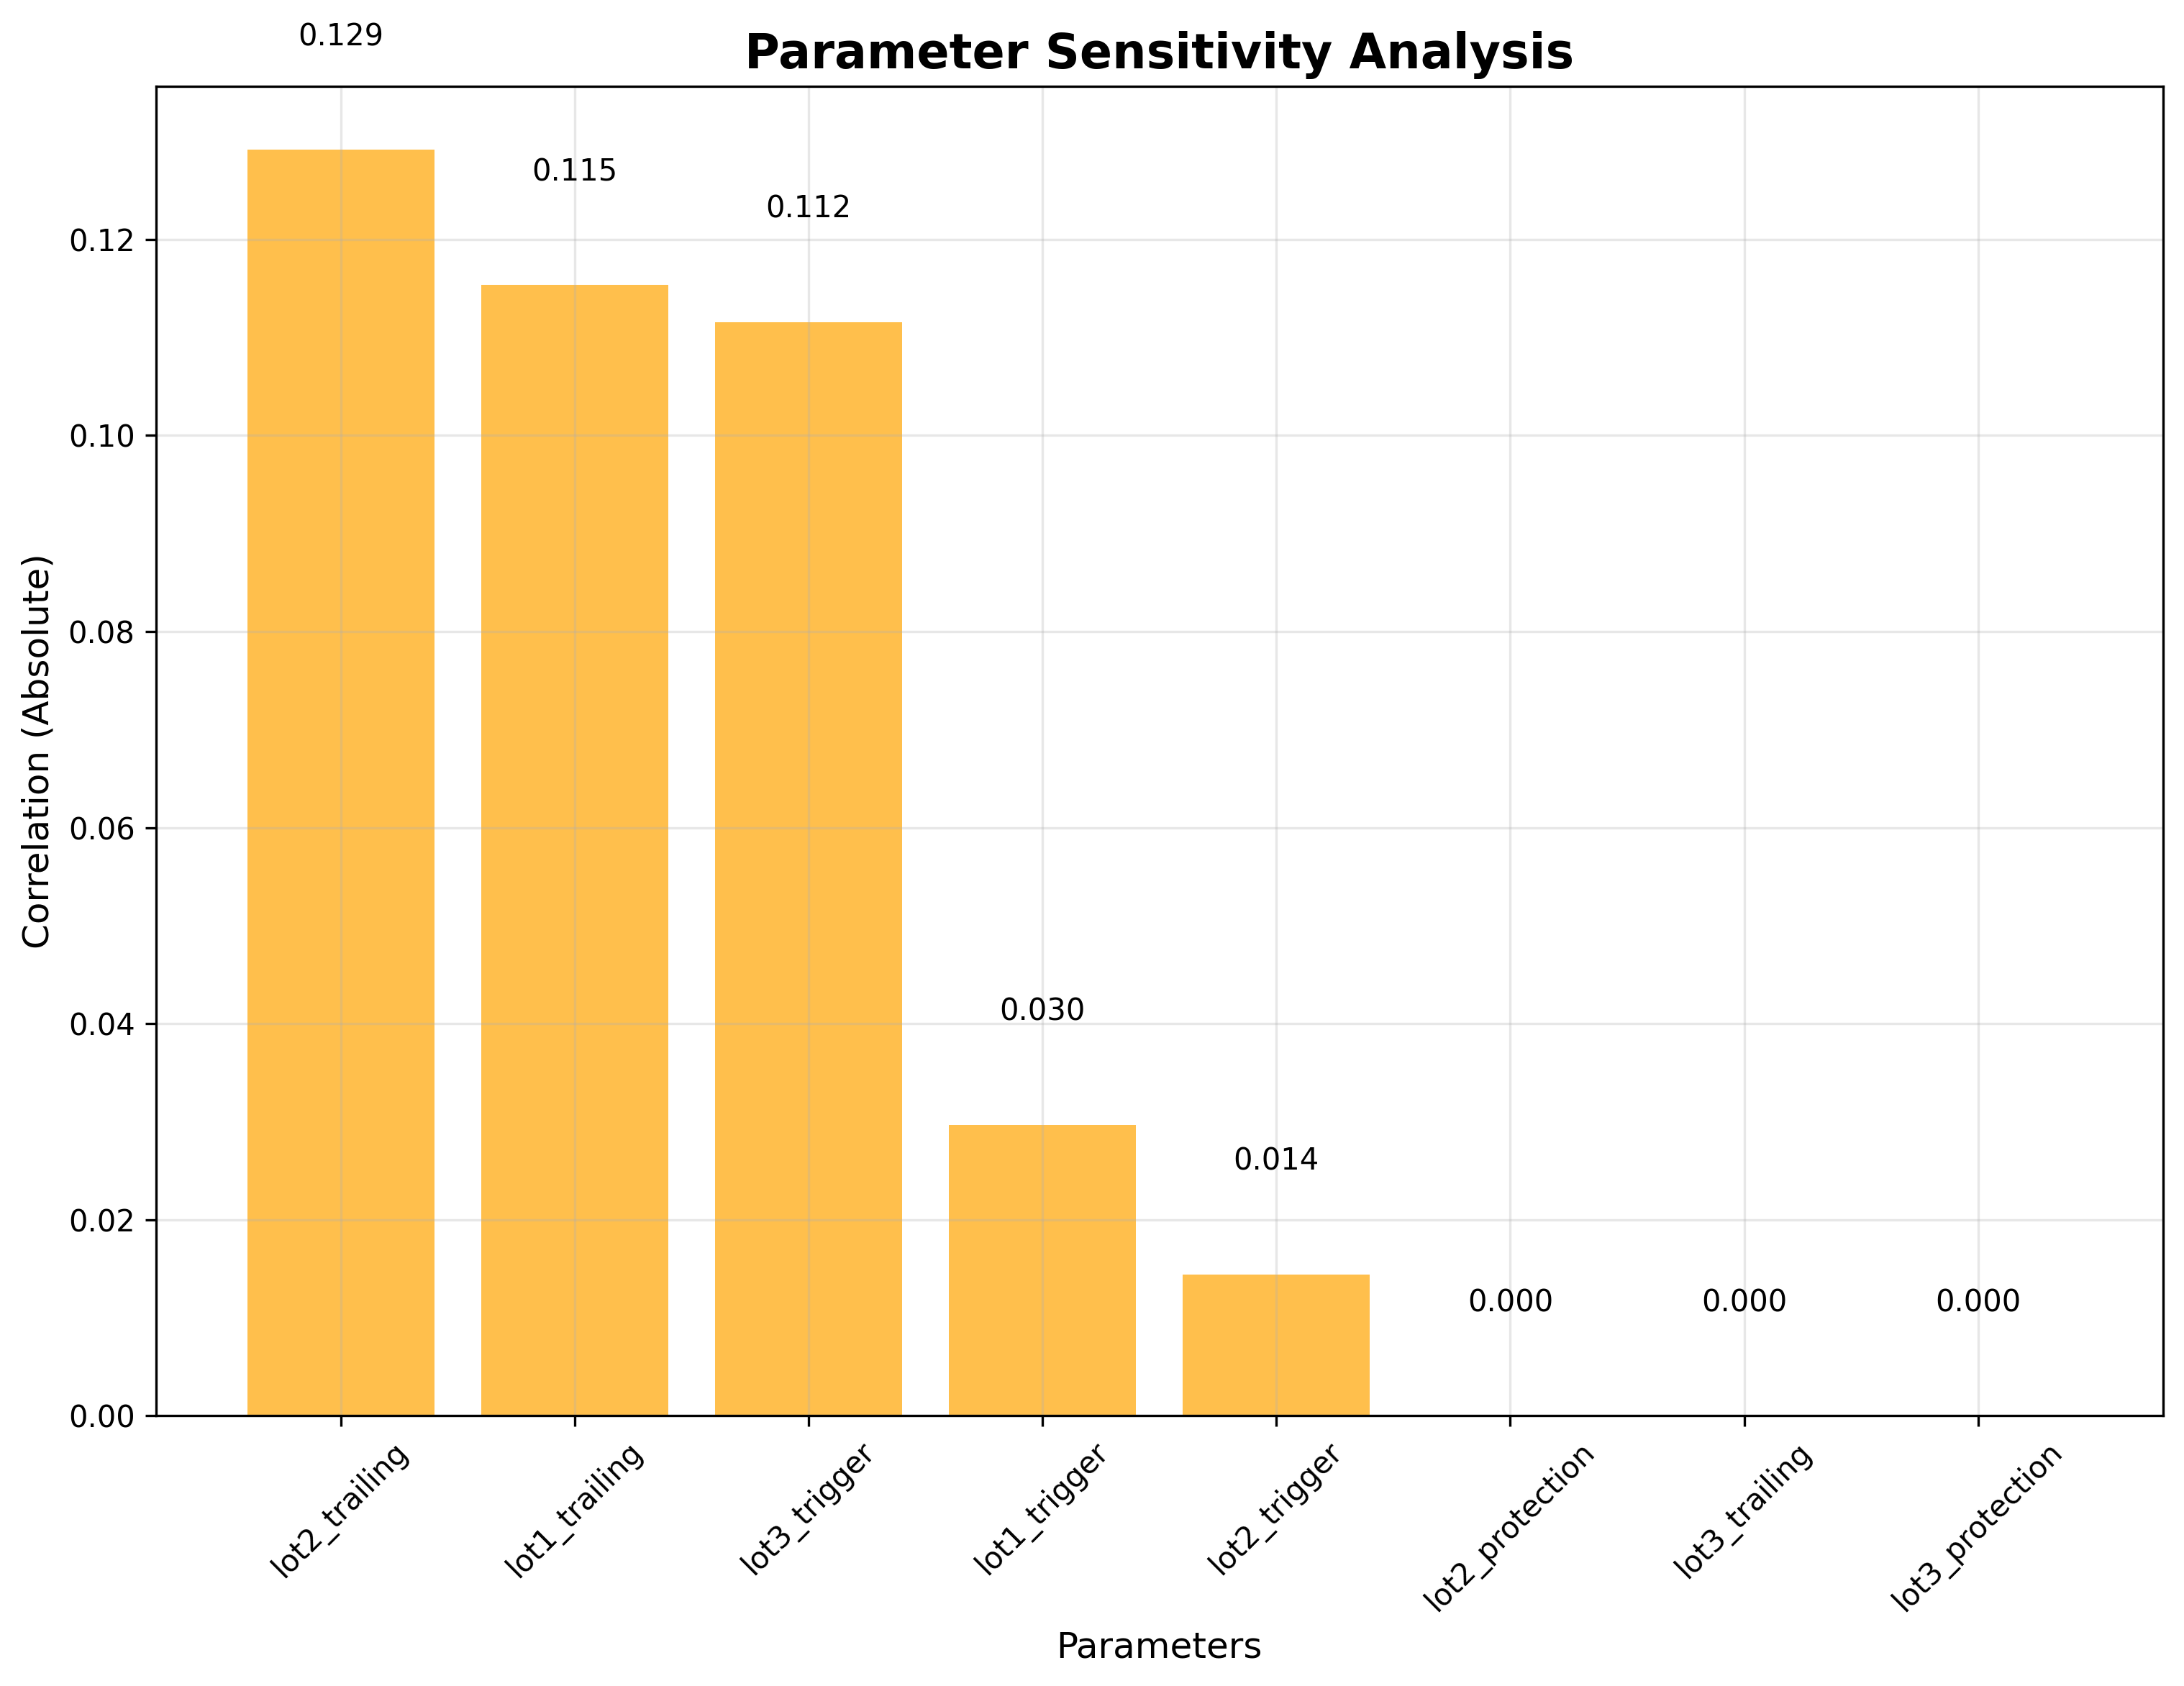 Parameter Sensitivity Analysis
0.129
0.115
0.112
0.030
0.014
0.000
0.000
0.000
Correlation (Absolute)
0.12
0.10
0.08
0.06
0.04
0.02
0.00
lot2_trailing
lot1_trailing
lot3_trigger
lot1_trigger
lot2_trigger
lot2_protection
lot3_trailing
lot3_protection
Parameters